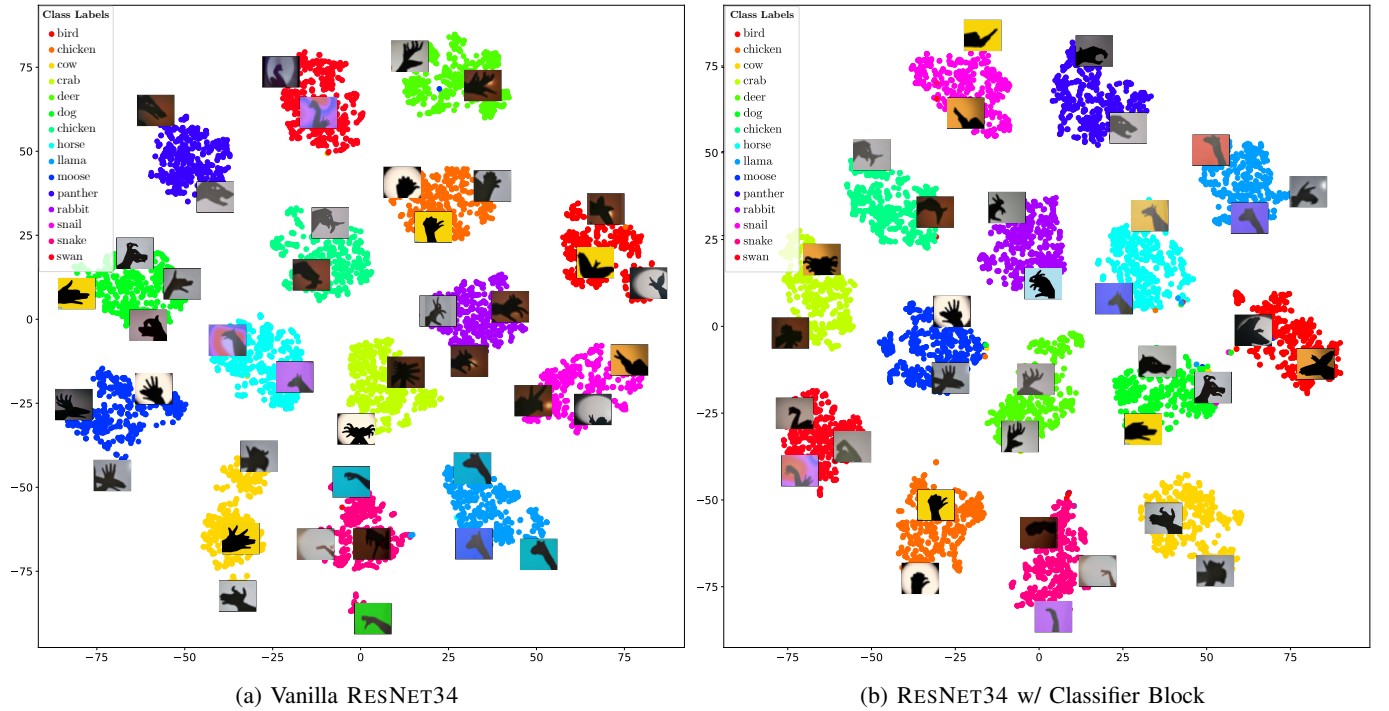 Class Labels
bird
chicken
cow
crab
deer
dog
chicken
horse
llama
moose
panther
rabbit
snail
snake
swan
75
50
25
0
−25
−50
−75
−75 −50 −25 0 25 50 75
(a) Vanilla RESNET34
Class Labels
bird
chicken
cow
crab
deer
dog
chicken
horse
llama
moose
panther
rabbit
snail
snake
swan
75
50
25
0
−25
−50
−75
−75 −50 −25 0 25 50 75
(b) RESNET34 w/ Classifier Block